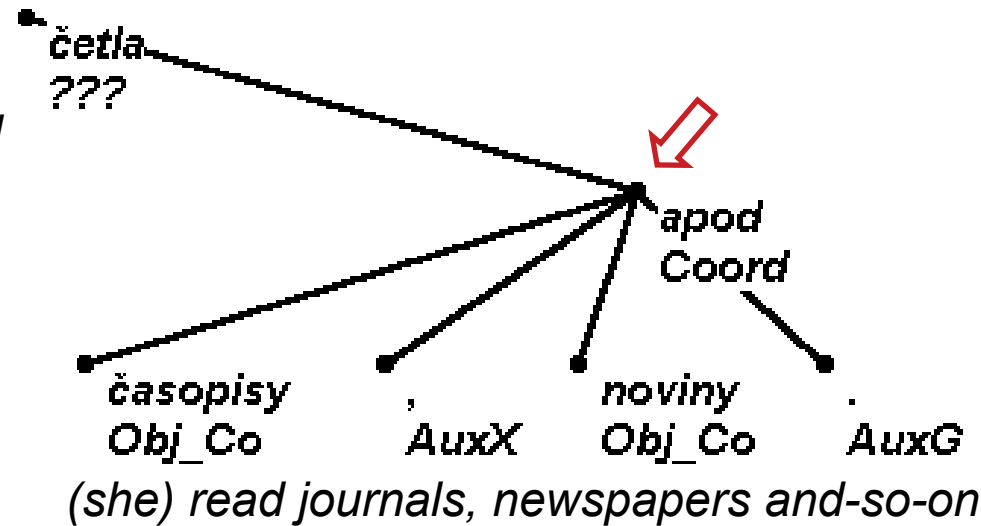 četla
???
apod
Coord
časopisy , noviny .
Obj_Co AuxX Obj_Co AuxG
(she) read journals, newspapers and-so-on